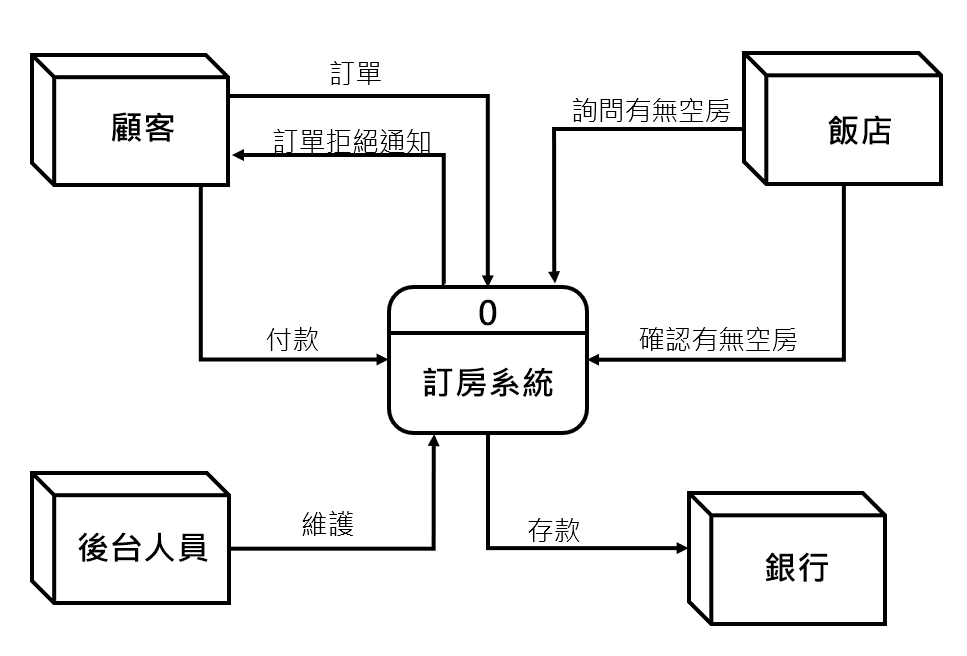 訂單
顧客
訂單拒絕通知
詢問有無空房
飯店
0
訂房系統
付款
確認有無空房
後台人員
維護
存款
銀行